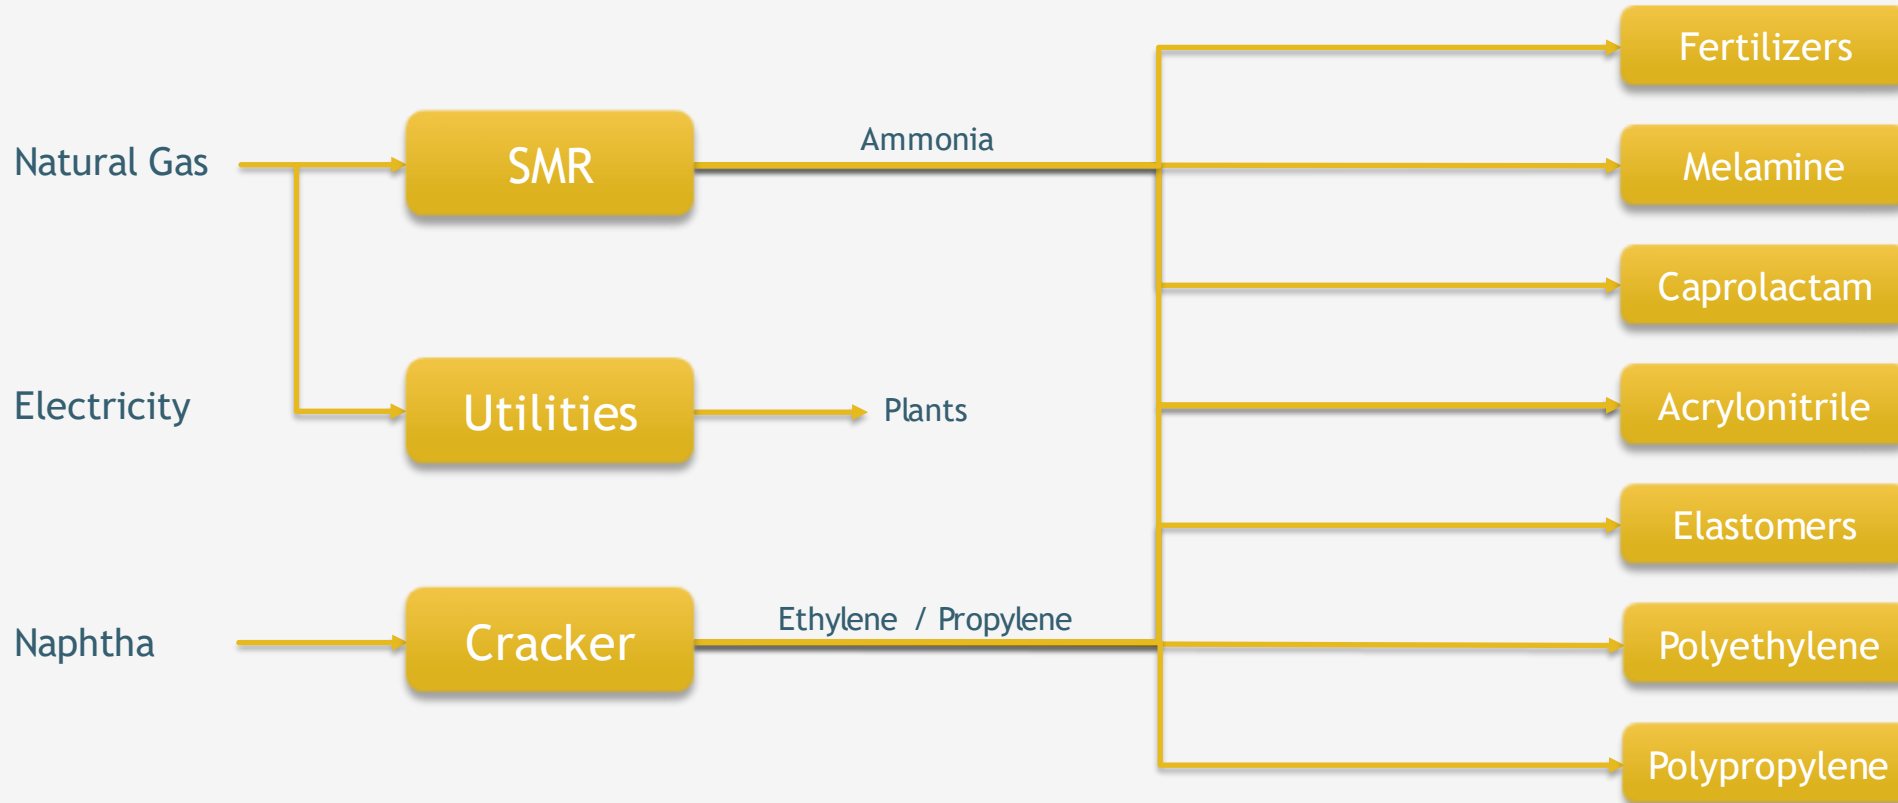 Fertilizers
Natural Gas
SMR
Ammonia
Melamine
Caprolactam
Electricity
Utilities
Plants
Acrylonitrile
Elastomers
Naphtha
Cracker
Ethylene / Propylene
Polyethylene
Polypropylene